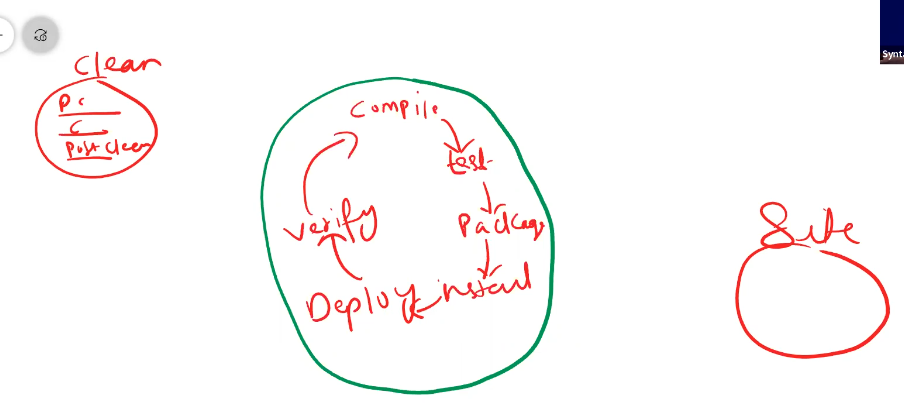 Synt
Clean
PC
C
Post Clean
Compile
test
Package
install
Deploy
Verify
Site